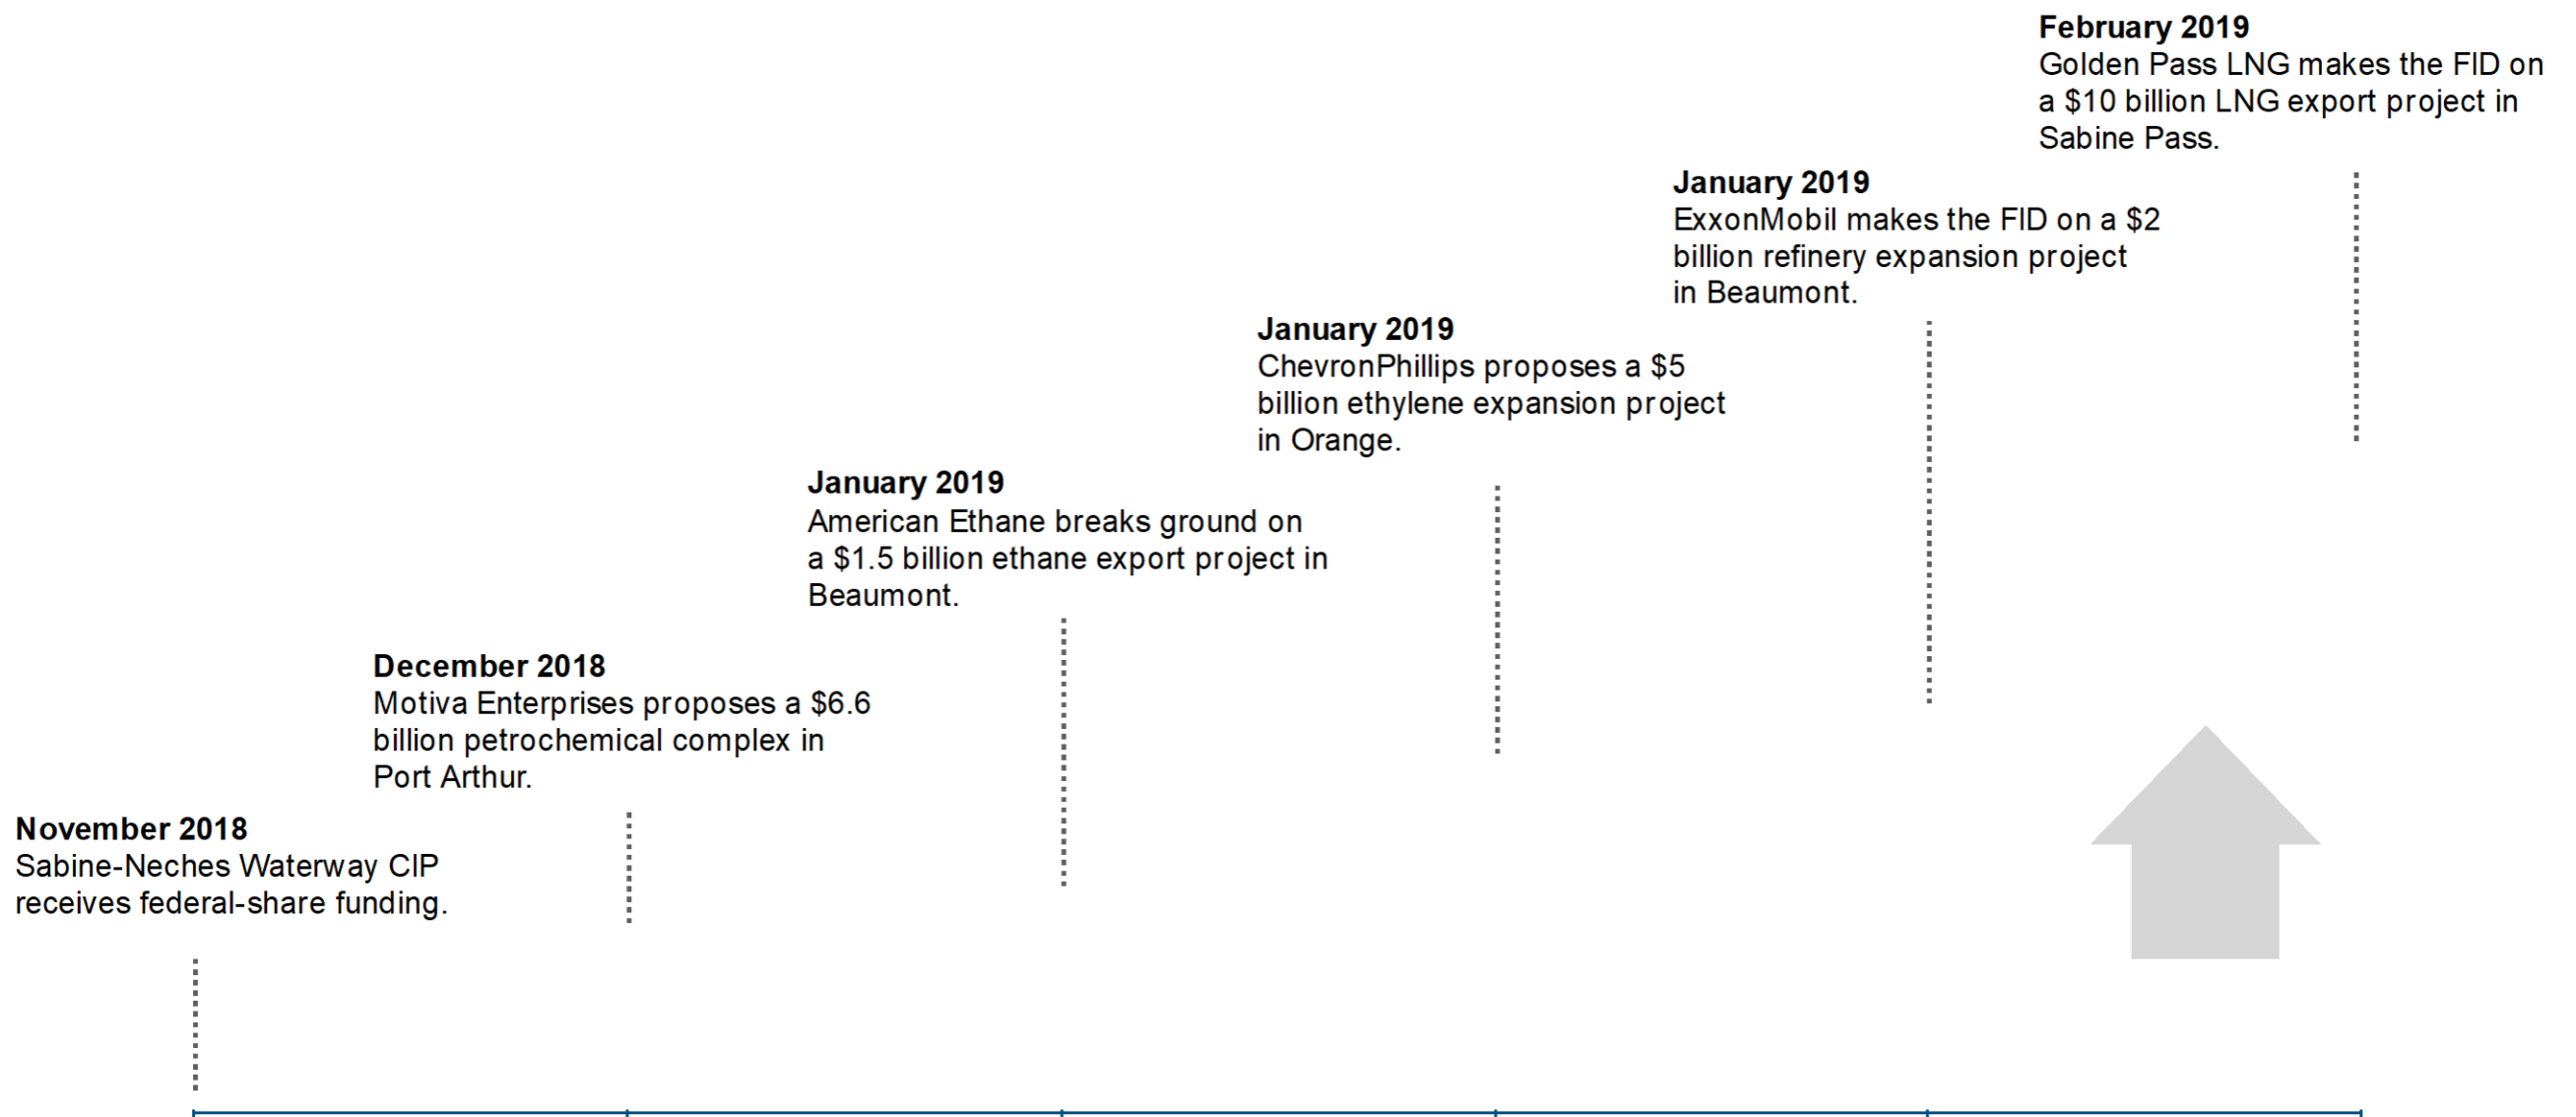 November 2018
Sabine-Neches Waterway CIP
receives federal-share funding.
December 2018
Motiva Enterprises proposes a $6.6
billion petrochemical complex in
Port Arthur.
January 2019
American Ethane breaks ground on
a $1.5 billion ethane export project in
Beaumont.
January 2019
ChevronPhillips proposes a $5
billion ethylene expansion project
in Orange.
January 2019
ExxonMobil makes the FID on a $2
billion refinery expansion project
in Beaumont.
February 2019
Golden Pass LNG makes the FID on
a $10 billion LNG export project in
Sabine Pass.